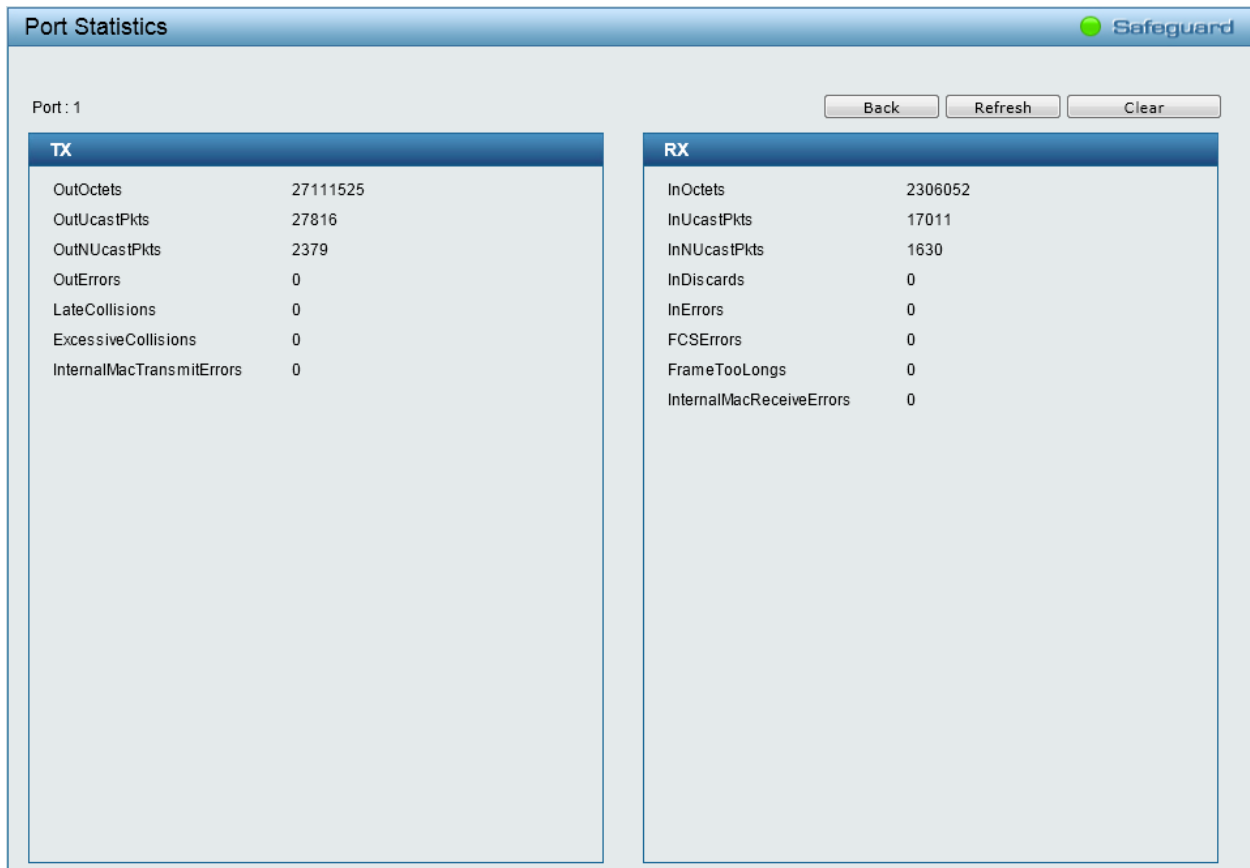 Port Statistics
Safeguard
Port : 1
Back
Refresh
Clear
TX
OutOctets 27111525
OutUcastPkts 27816
OutNUcastPkts 2379
OutErrors 0
LateCollisions 0
ExcessiveCollisions 0
InternalMacTransmitErrors 0
RX
InOctets 2306052
InUcastPkts 17011
InNUcastPkts 1630
InDiscards 0
InErrors 0
FCSErrors 0
FrameTooLongs 0
InternalMacReceiveErrors 0